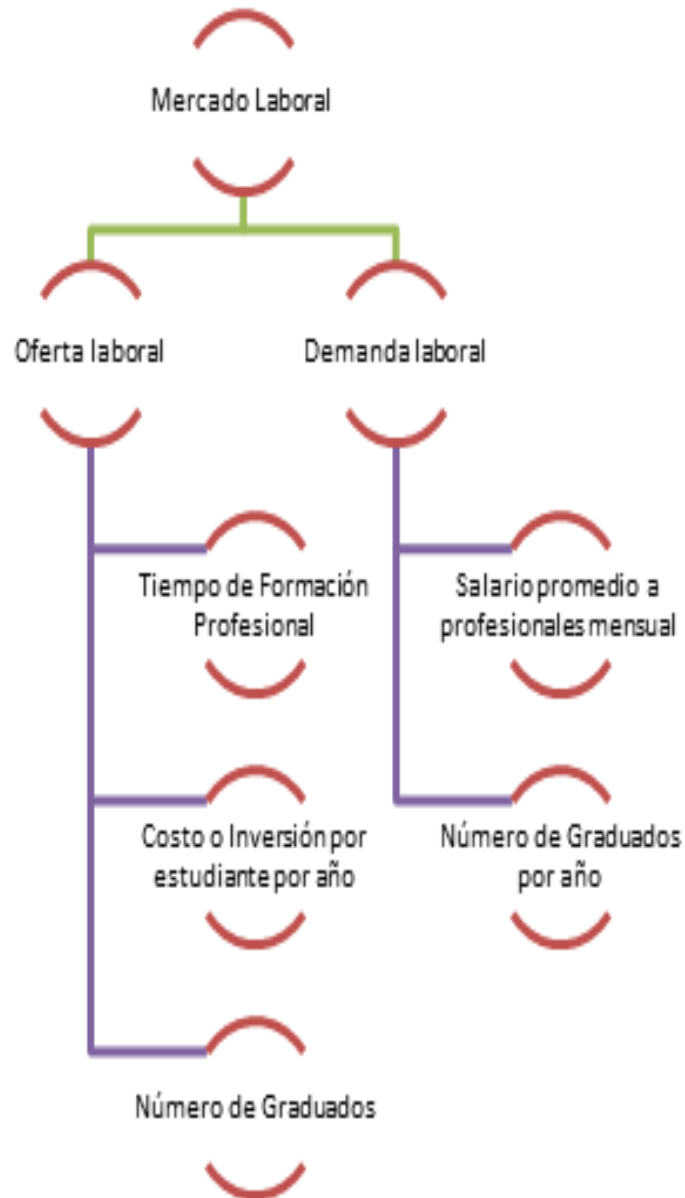 Mercado Laboral
Oferta laboral
Demanda laboral
Tiempo de Formación
Profesional
Salario promedio a
profesionales mensual
Costo o Inversión por
estudiante por año
Número de Graduados
por año
Número de Graduados